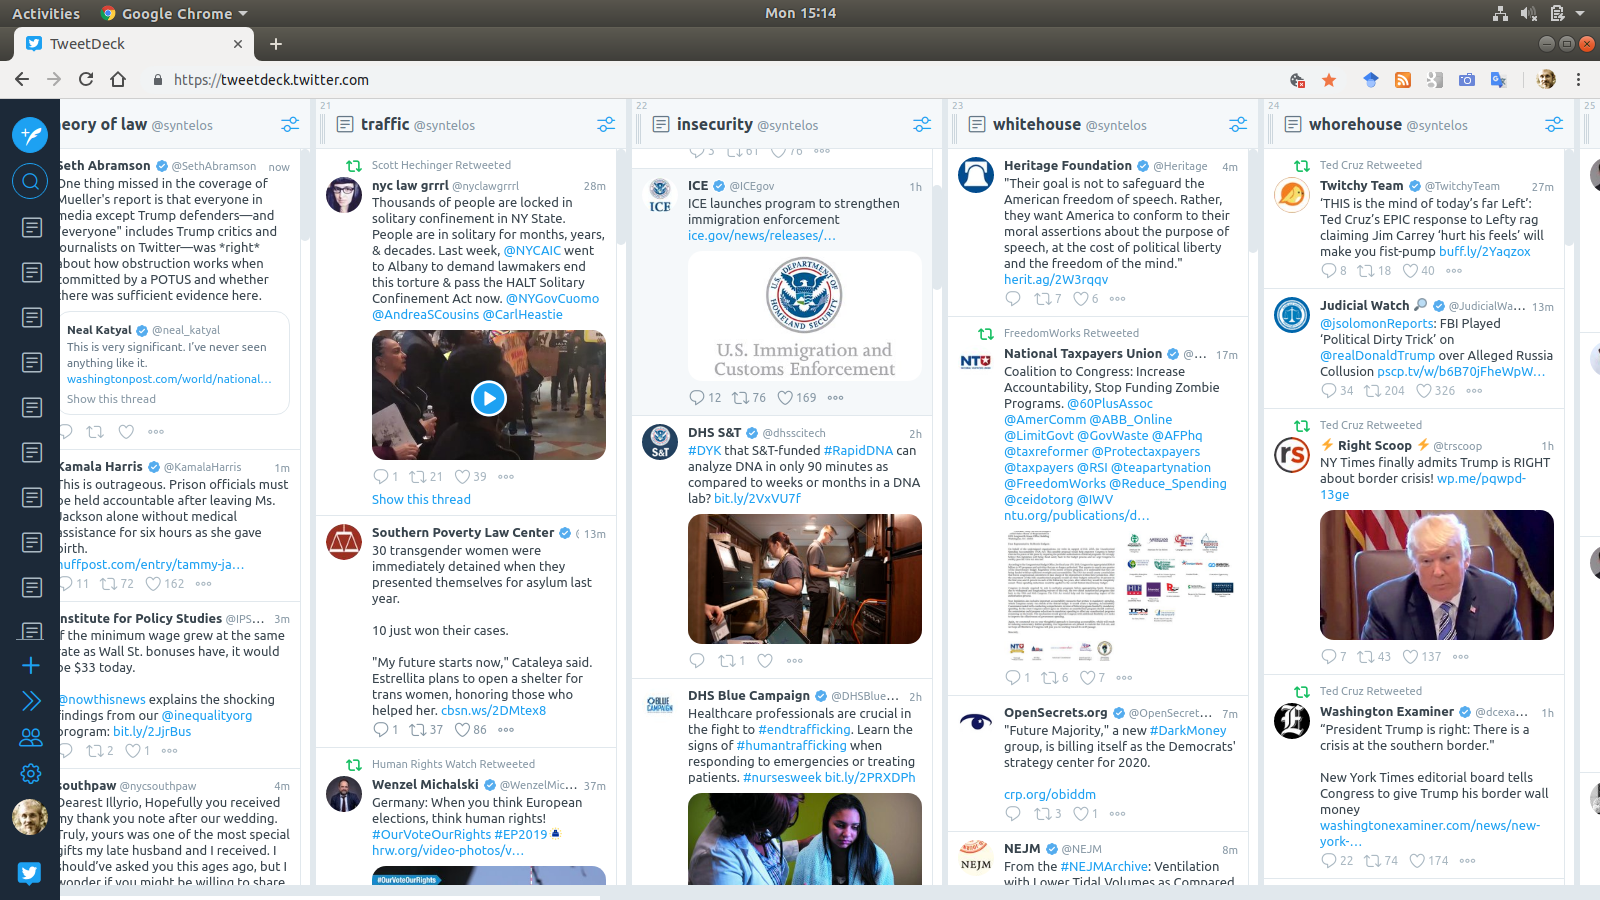 Activities
Google Chrome
Mon 15:14
TweetDeck
https://tweetdeck.twitter.com
eory of law @syntelos
Seth Abramson @SethAbramson now
One thing missed in the coverage of
Mueller's report is that everyone in
media except Trump defenders—and
"everyone" includes Trump critics and
journalists on Twitter—was *right*
about how obstruction works when
committed by a POTUS and whether
there was sufficient evidence here.
Neal Katyal @neal_katyal
This is very significant. I've never seen
anything like it.
washingtonpost.com/world/national…
Show this thread
Kamala Harris @KamalaHarris 1m
This is outrageous. Prison officials must
be held accountable after leaving Ms.
Jackson alone without medical
assistance for six hours as she gave
birth.
huffpost.com/entry/tammy-ja…
11 72 162
Institute for Policy Studies @IPS… 3m
If the minimum wage grew at the same
rate as Wall St. bonuses have, it would
be $33 today.
@nowthisnews explains the shocking
findings from our @inequalityorg
program: bit.ly/2JjrBus
2 1
southpaw @nycsouthpaw 4m
Dearest Illyrio, Hopefully you received
my thank you note after our wedding.
Truly, yours was one of the most special
gifts my late husband and I received. I
should've asked you this ages ago, but I
wonder if you might be willing to share
21
traffic @syntelos
Scott Hechinger Retweeted
nyc law grrrl @nyclawgrrrl 28m
Thousands of people are locked in
solitary confinement in NY State.
People are in solitary for months, years,
& decades. Last week, @NYCAIC went
to Albany to demand lawmakers end
this torture & pass the HALT Solitary
Confinement Act now. @NYGovCuomo
@AndreaSCousins @CarlHeastie
1 21 39
Show this thread
Southern Poverty Law Center ( 13m
30 transgender women were
immediately detained when they
presented themselves for asylum last
year.
10 just won their cases.
"My future starts now," Cataleya said.
Estrellita plans to open a shelter for
trans women, honoring those who
helped her. cbsn.ws/2DMtex8
1 37 86
Human Rights Watch Retweeted
Wenzel Michalski @WenzelMic… 37m
Germany: When you think European
elections, think human rights!
#OurVoteOurRights #EP2019
hrw.org/video-photos/v…
#OurVoteOurRights
22
insecurity @syntelos
3 61 76
ICE @ICEgov 1h
ICE launches program to strengthen
immigration enforcement
ice.gov/news/releases/…
U.S. DEPARTMENT OF HOMELAND SECURITY
U.S. Immigration and
Customs Enforcement
12 76 169
DHS S&T @dhsscitech 2h
#DYK that S&T-funded #RapidDNA can
analyze DNA in only 90 minutes as
compared to weeks or months in a DNA
lab? bit.ly/2VxVU7f
1
DHS Blue Campaign @DHSBlue… 2h
Healthcare professionals are crucial in
the fight to #endtrafficking. Learn the
signs of #humantrafficking when
responding to emergencies or treating
patients. #nursesweek bit.ly/2PRXDPh
23
whitehouse @syntelos
Heritage Foundation @Heritage 4m
"Their goal is not to safeguard the
American freedom of speech. Rather,
they want America to conform to their
moral assertions about the purpose of
speech, at the cost of political liberty
and the freedom of the mind."
herit.ag/2W3rqqv
7 6
FreedomWorks Retweeted
National Taxpayers Union @… 17m
Coalition to Congress: Increase
Accountability, Stop Funding Zombie
Programs. @60PlusAssoc
@AmerComm @ABB_Online
@LimitGovt @GovWaste @AFPhq
@taxreformer @Protectaxpayers
@taxpayers @RSI @teapartynation
@FreedomWorks @Reduce_Spending
@ceidotorg @IWV
ntu.org/publications/d…
1 6 7
OpenSecrets.org @OpenSecret… 7m
"Future Majority," a new #DarkMoney
group, is billing itself as the Democrats'
strategy center for 2020.
crp.org/obiddm
3 1
NEJM @NEJM 8m
From the #NEJMArchive: Ventilation
with Lower Tidal Volumes as Compared
24
whorehouse @syntelos
Ted Cruz Retweeted
Twitchy Team @TwitchyTeam 27m
'THIS is the mind of today's far Left':
Ted Cruz's EPIC response to Lefty rag
claiming Jim Carrey 'hurt his feels' will
make you fist-pump buff.ly/2Yaqzox
8 18 40
Judicial Watch @JudicialWa… 13m
@jsolomonReports: FBI Played
'Political Dirty Trick' on
@realDonaldTrump over Alleged Russia
Collusion pscp.tv/w/b6B70jFheWpW…
34 204 326
Ted Cruz Retweeted
Right Scoop @trscoop 1h
NY Times finally admits Trump is RIGHT
about border crisis! wp.me/pqwpd-
13ge
7 43 137
Ted Cruz Retweeted
Washington Examiner @dcexa… 1h
"President Trump is right: There is a
crisis at the southern border."
New York Times editorial board tells
Congress to give Trump his border wall
money
washingtonexaminer.com/news/new-
york-…
22 74 174
25